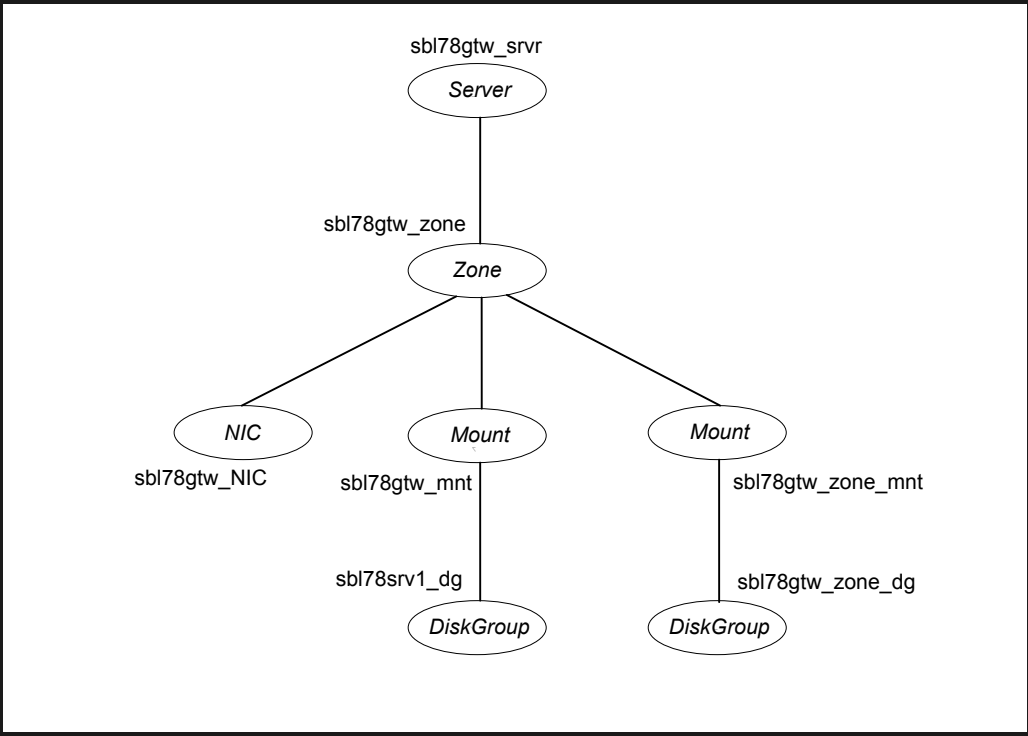 sbl78gtw_srvr
Server
sbl78gtw_zone
Zone
NIC
Mount
Mount
sbl78gtw_NIC
sbl78gtw_mnt
sbl78gtw_zone_mnt
sbl78srv1_dg
sbl78gtw_zone_dg
DiskGroup
DiskGroup